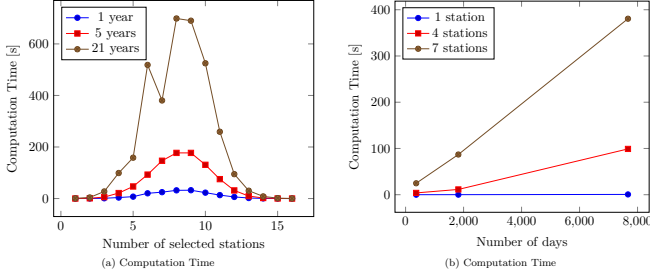 1 year
5 years
21 years
600
400
200
0
0
5
10
15
Computation Time [s]
Number of selected stations
(a) Computation Time
1 station
4 stations
7 stations
400
300
200
100
0
0
2,000
4,000
6,000
8,000
Computation Time [s]
Number of days
(b) Computation Time